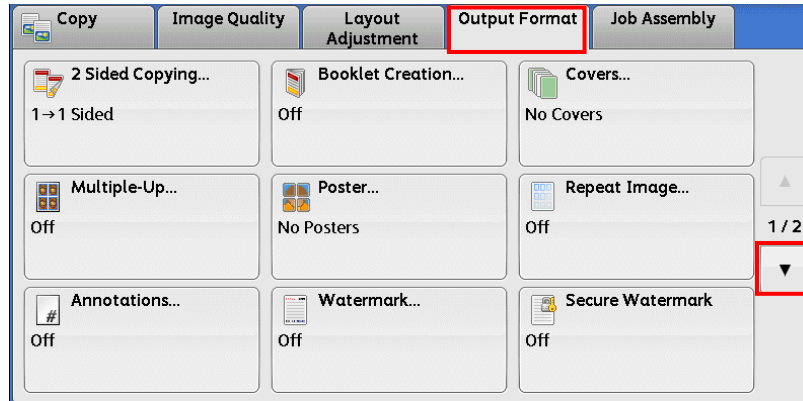 Copy
Image Quality
Layout
Adjustment
Output Format
Job Assembly
2 Sided Copying...
1→1 Sided
Booklet Creation...
Off
Covers...
No Covers
Multiple-Up...
Off
Poster...
No Posters
Repeat Image...
Off
1/2
Annotations...
Off
Watermark...
Off
Secure Watermark
Off